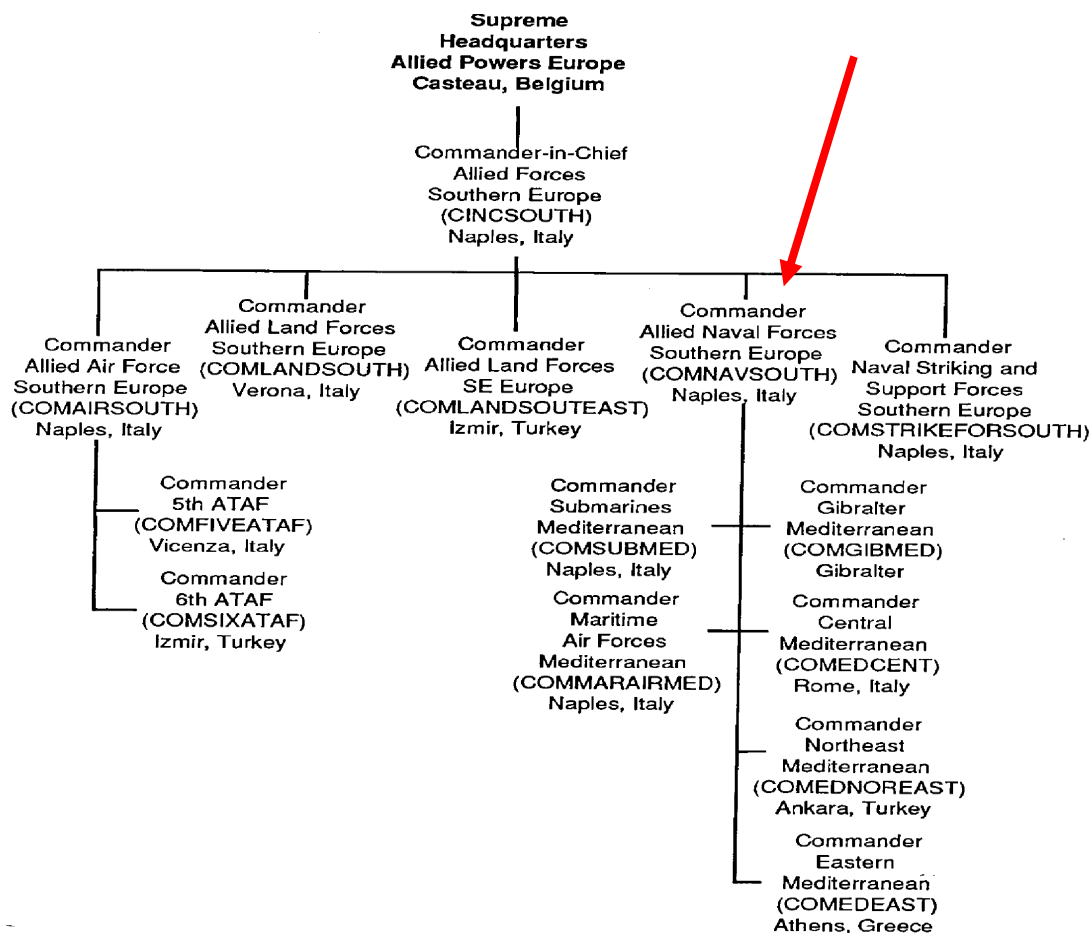 Supreme
Headquarters
Allied Powers Europe
Casteau, Belgium
Commander-in-Chief
Allied Forces
Southern Europe
(CINCSOUTH)
Naples, Italy
Commander
Allied Air Force
Southern Europe
(COMAIRSOUTH)
Naples, Italy
Commander
5th ATAF
(COMFIVEATAF)
Vicenza, Italy
Commander
6th ATAF
(COMSIXATAF)
Izmir, Turkey
Commander
Allied Land Forces
Southern Europe
(COMLANDSOUTH)
Verona, Italy
Commander
Allied Land Forces
SE Europe
(COMLANDSOUTEAST)
Izmir, Turkey
Commander
Allied Naval Forces
Southern Europe
(COMNAVSOUTH)
Naples, Italy
Commander
Submarines
Mediterranean
(COMSUBMED)
Naples, Italy
Commander
Gibralter
Mediterranean
(COMGIBMED)
Gibralter
Commander
Maritime
Air Forces
Mediterranean
(COMMARAIRMED)
Naples, Italy
Commander
Central
Mediterranean
(COMEDCENT)
Rome, Italy
Commander
Northeast
Mediterranean
(COMEDNOREAST)
Ankara, Turkey
Commander
Eastern
Mediterranean
(COMEDEAST)
Athens, Greece
Commander
Naval Striking and
Support Forces
Southern Europe
(COMSTRIKEFORSOUTH)
Naples, Italy